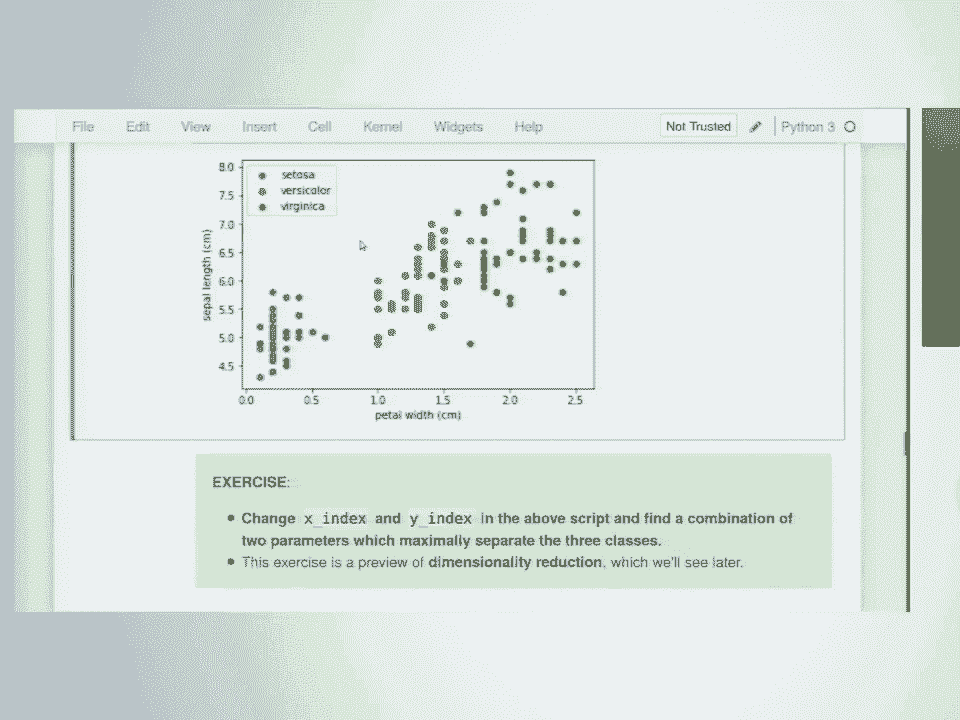 File Edit View Insert Cell Kernel Widgets Help Not Trusted Python 3
8.0
setosa
versicolor
virginica
7.5
7.0
6.5
6.0
5.5
5.0
4.5
sepal length (cm)
0.0 0.5 1.0 1.5 2.0 2.5
petal width (cm)
EXERCISE:
• Change x_index and y_index in the above script and find a combination of
two parameters which maximally separate the three classes.
• This exercise is a preview of dimensionality reduction, which we'll see later.